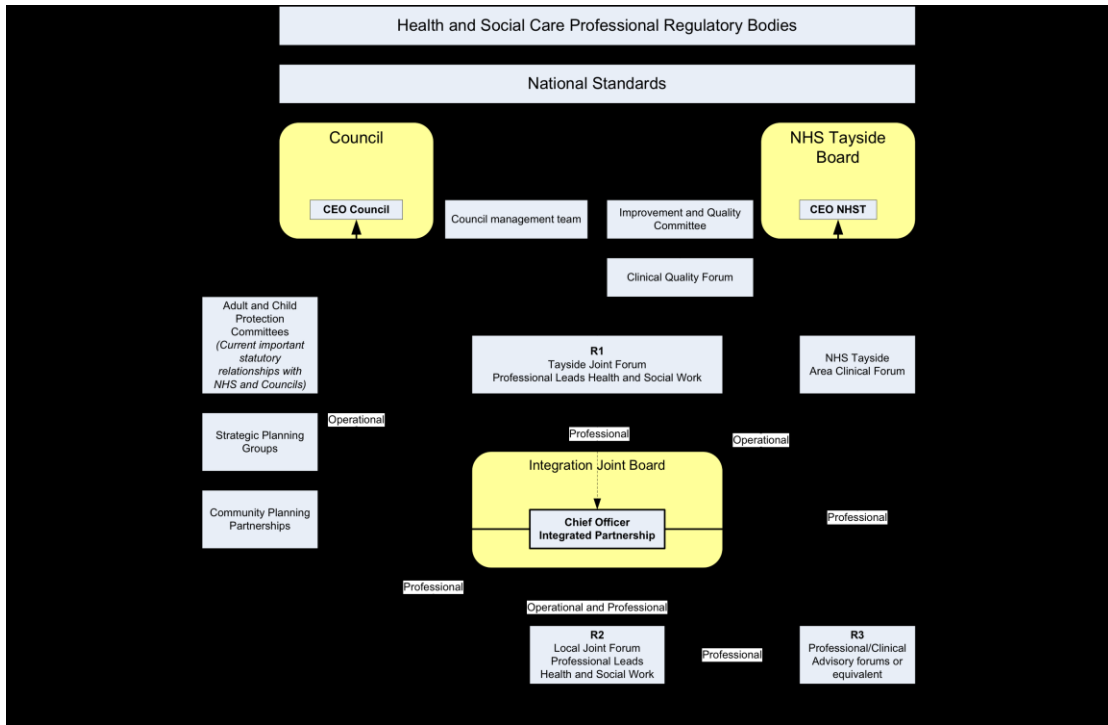 Health and Social Care Professional Regulatory Bodies
National Standards
Council
CEO Council
Council management team
Improvement and Quality
Committee
NHS Tayside
Board
CEO NHST
Clinical Quality Forum
Adult and Child
Protection
Committees
(Current important
statutory
relationships with
NHS and Councils)
R1
Tayside Joint Forum
Professional Leads Health and Social Work
NHS Tayside
Area Clinical Forum
Operational
Professional
Operational
Strategic Planning
Groups
Integration Joint Board
Chief Officer
Integrated Partnership
Community Planning
Partnerships
Professional
Professional
Operational and Professional
R2
Local Joint Forum
Professional Leads
Health and Social Work
Professional
R3
Professional/Clinical
Advisory forums or
equivalent